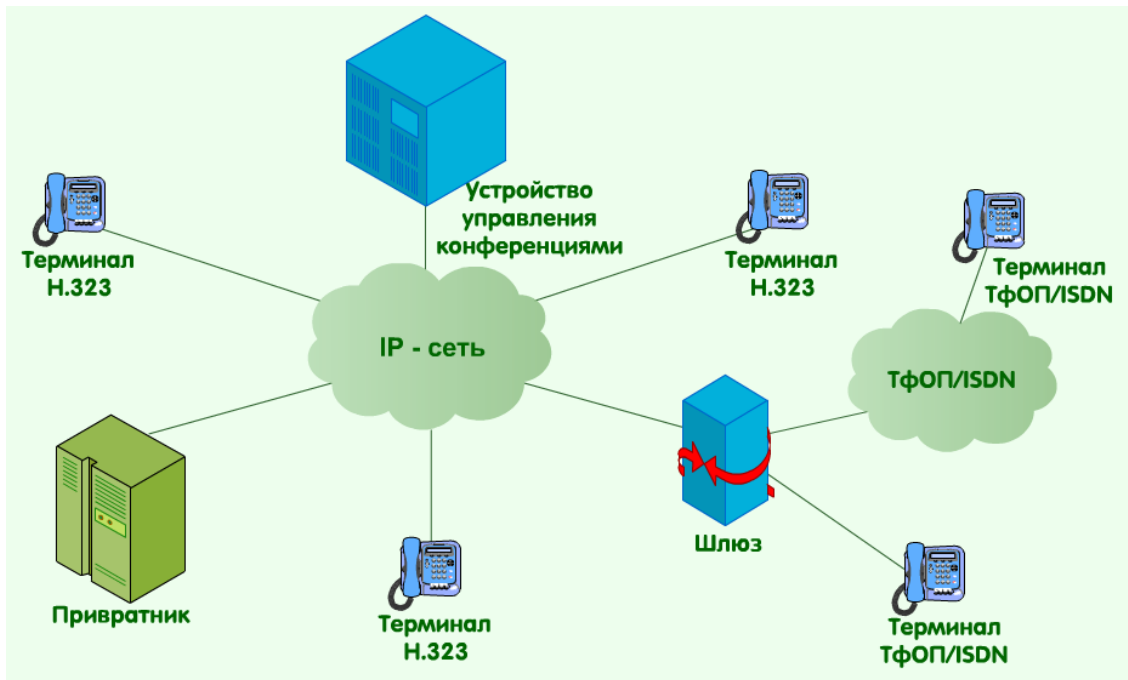 Устройство
управления
конференциями
Терминал
H.323
Терминал
H.323
Терминал
ТфОП/ISDN
IP - сеть
ТфОП/ISDN
Шлюз
Привратник
Терминал
H.323
Терминал
ТфОП/ISDN